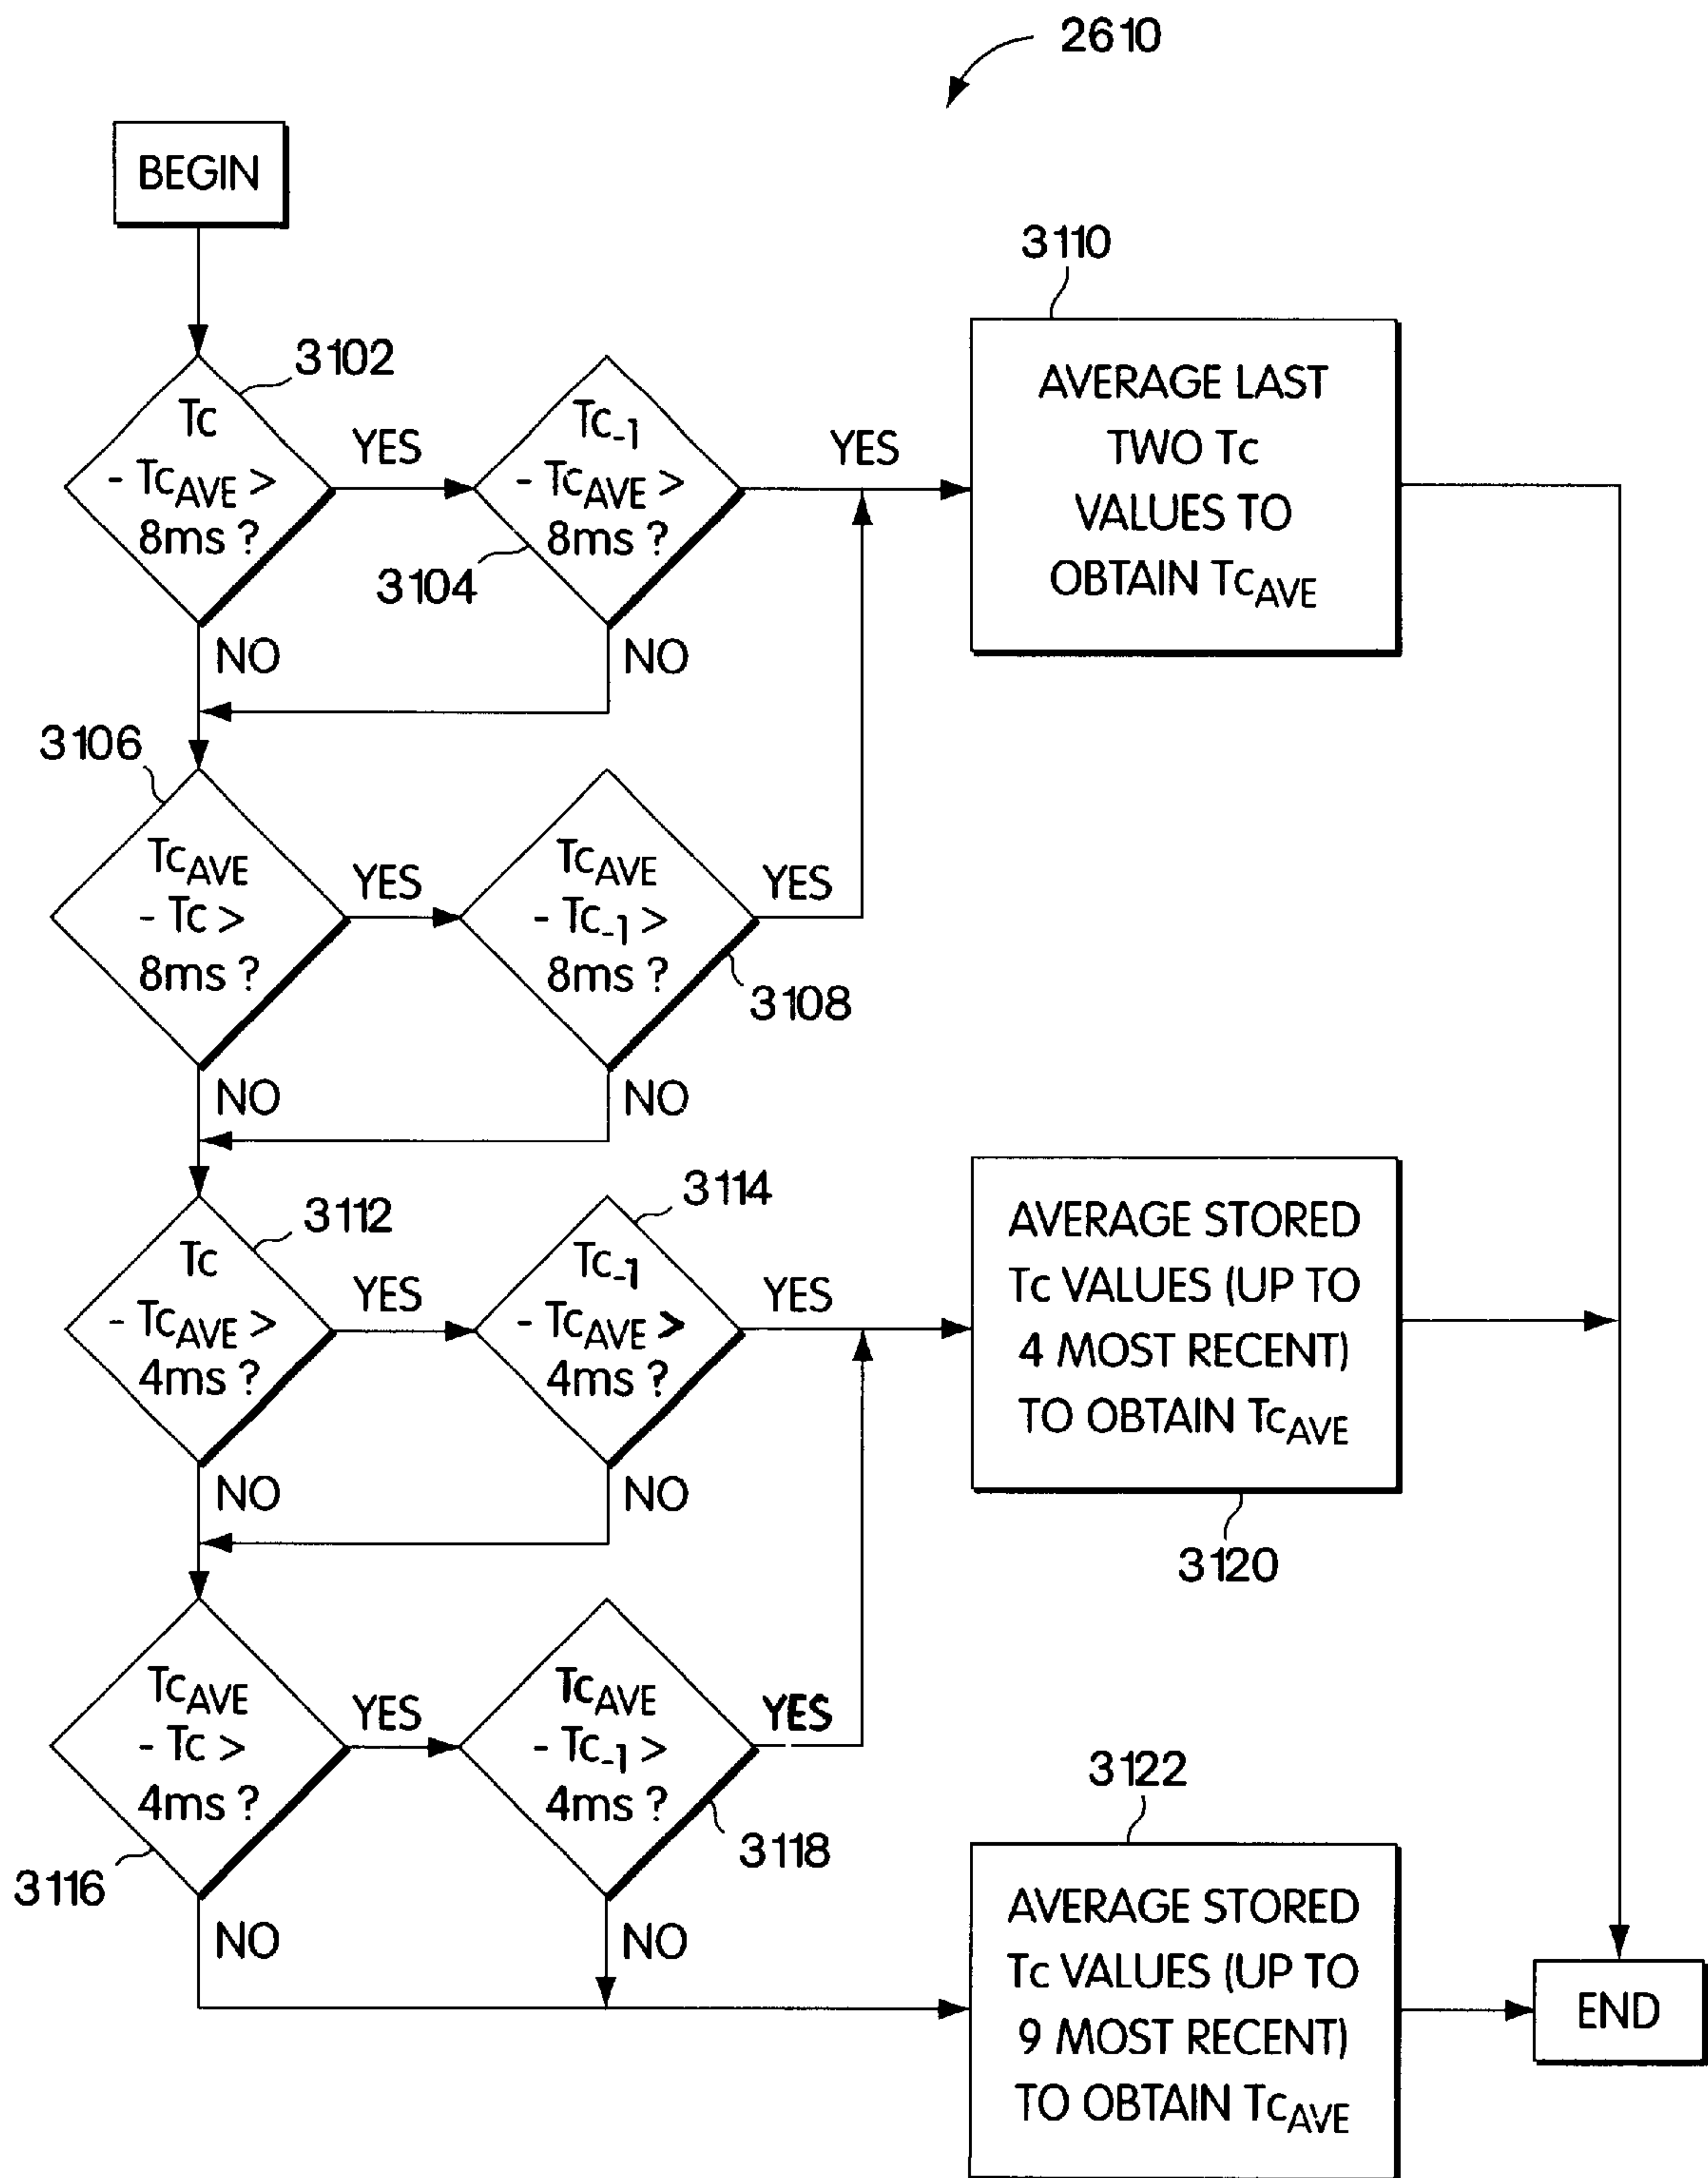 2610
BEGIN
3110
3102
Tc
- TcAVE >
8ms ?
YES
Tc-1
- TcAVE >
8ms ?
3104
YES
AVERAGE LAST
TWO Tc
VALUES TO
OBTAIN TcAVE
NO
NO
3106
TcAVE
- Tc >
8ms ?
YES
TcAVE
- Tc-1 >
8ms ?
YES
3108
NO
NO
3112
3114
Tc
- TcAVE >
4ms ?
YES
Tc-1
- TcAVE >
4ms ?
YES
AVERAGE STORED
Tc VALUES (UP TO
4 MOST RECENT)
TO OBTAIN TcAVE
NO
NO
3120
TcAVE
- Tc >
4ms ?
YES
TcAVE
- Tc-1 >
4ms ?
YES
3116
3118
3122
NO
NO
AVERAGE STORED
Tc VALUES (UP TO
9 MOST RECENT)
TO OBTAIN TcAVE
END